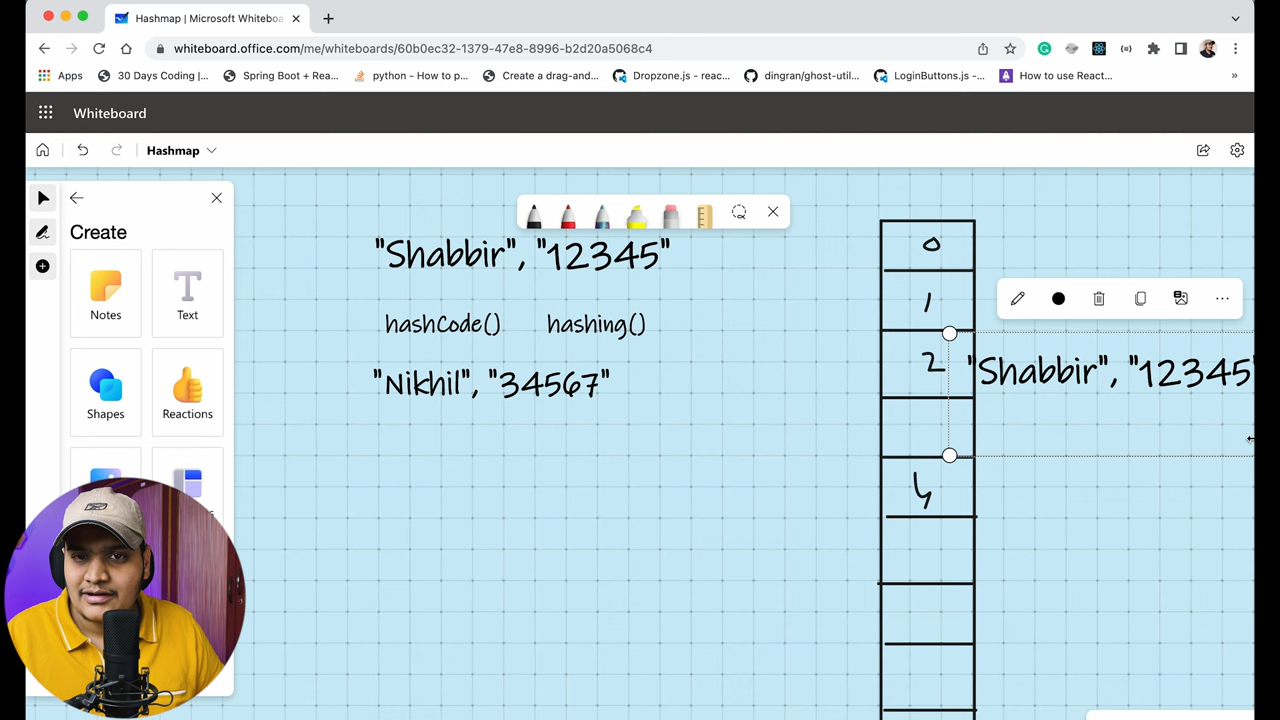 Hashmap | Microsoft Whiteboa
whiteboard.office.com/me/whiteboards/60b0ec32-1379-47e8-8996-b2d20a5068c4
Apps
30 Days Coding |...
Spring Boot + Rea...
python - How to p...
Create a drag-and...
Dropzone.js - reac...
dingran/ghost-util...
LoginButtons.js -...
How to use React...
»
Whiteboard
Hashmap
Create
Notes
Text
Shapes
Reactions
"Shabbir", "12345"
hashCode() hashing()
"Nikhil", "34567"
0
1
2
4
"Shabbir", "12345"